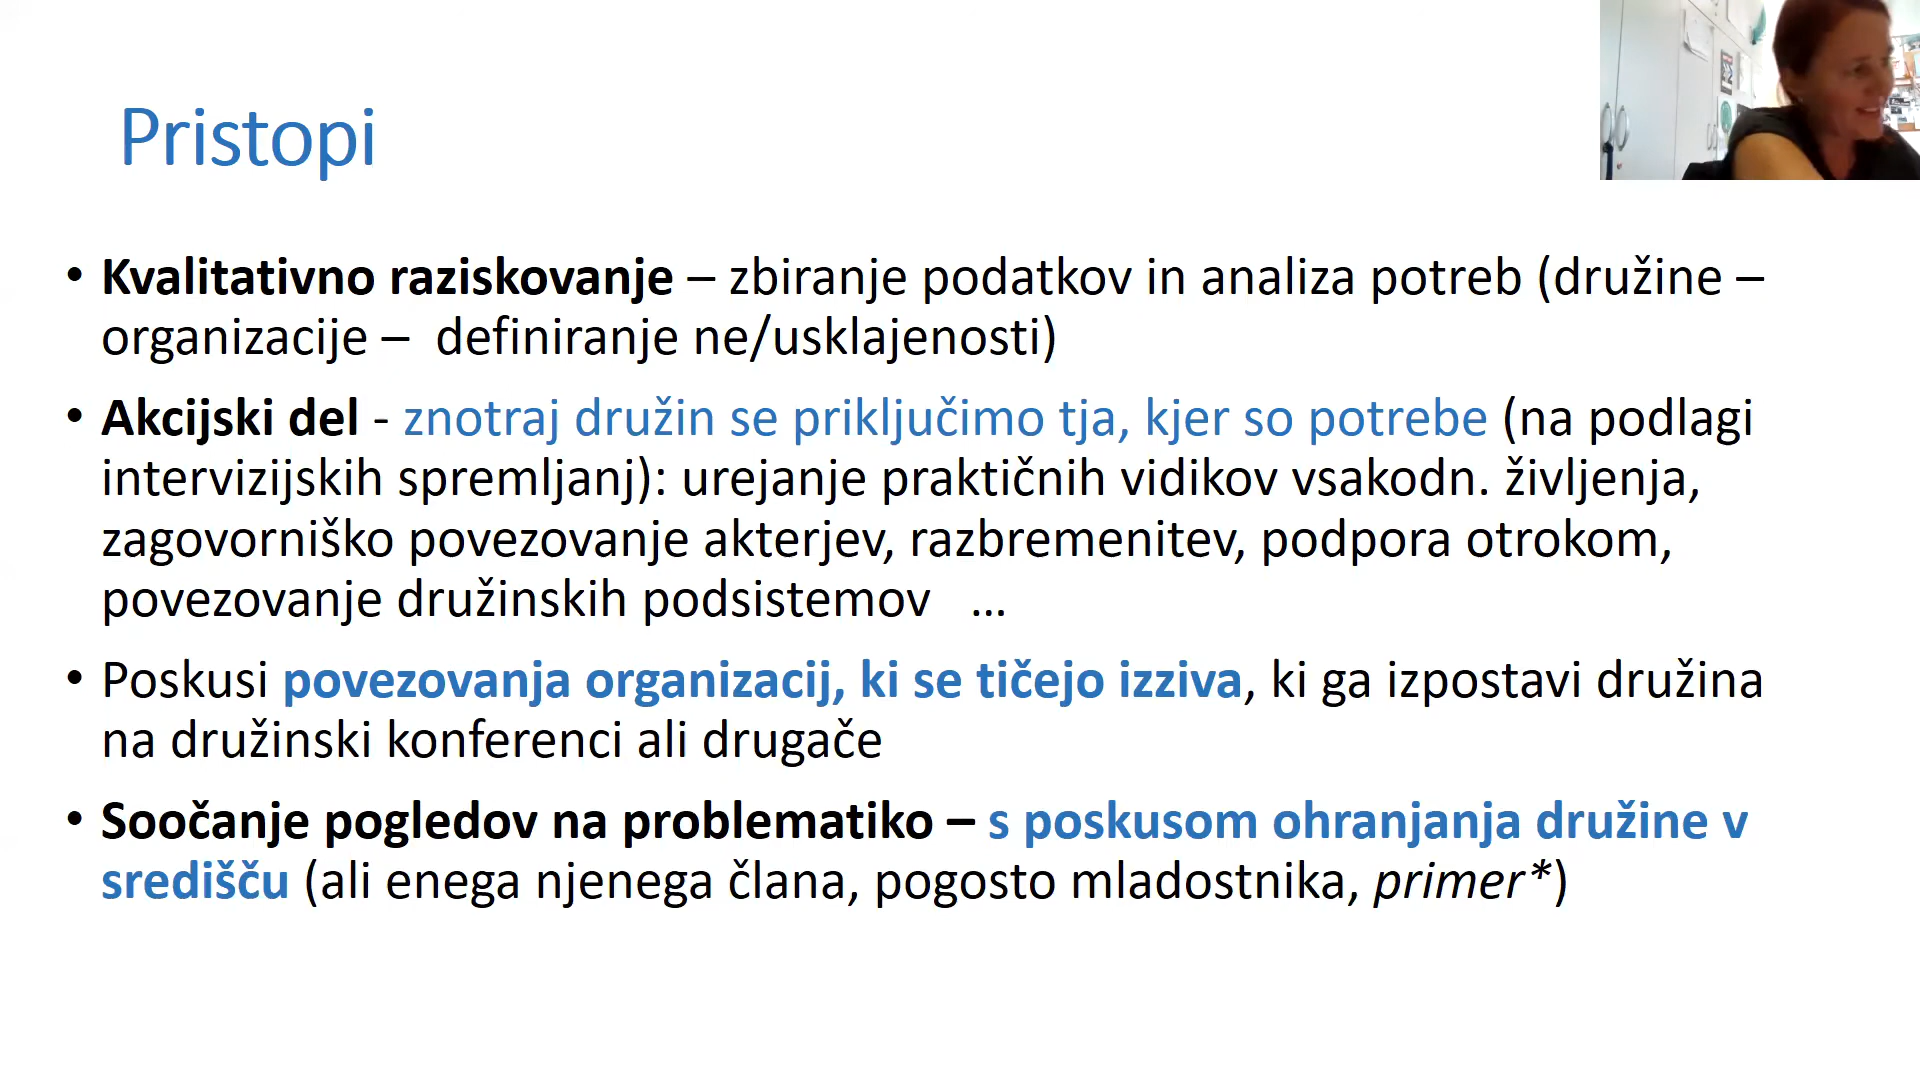 Pristopi
• Kvalitativno raziskovanje – zbiranje podatkov in analiza potreb (družine –
organizacije –  definiranje ne/usklajenosti)
• Akcijski del - znotraj družin se priključimo tja, kjer so potrebe (na podlagi
intervizijskih spremljanj): urejanje praktičnih vidikov vsakodn. življenja,
zagovorniško povezovanje akterjev, razbremenitev, podpora otrokom,
povezovanje družinskih podsistemov   …
• Poskusi povezovanja organizacij, ki se tičejo izziva, ki ga izpostavi družina
na družinski konferenci ali drugače
• Soočanje pogledov na problematiko – s poskusom ohranjanja družine v
središču (ali enega njenega člana, pogosto mladostnika, primer*)